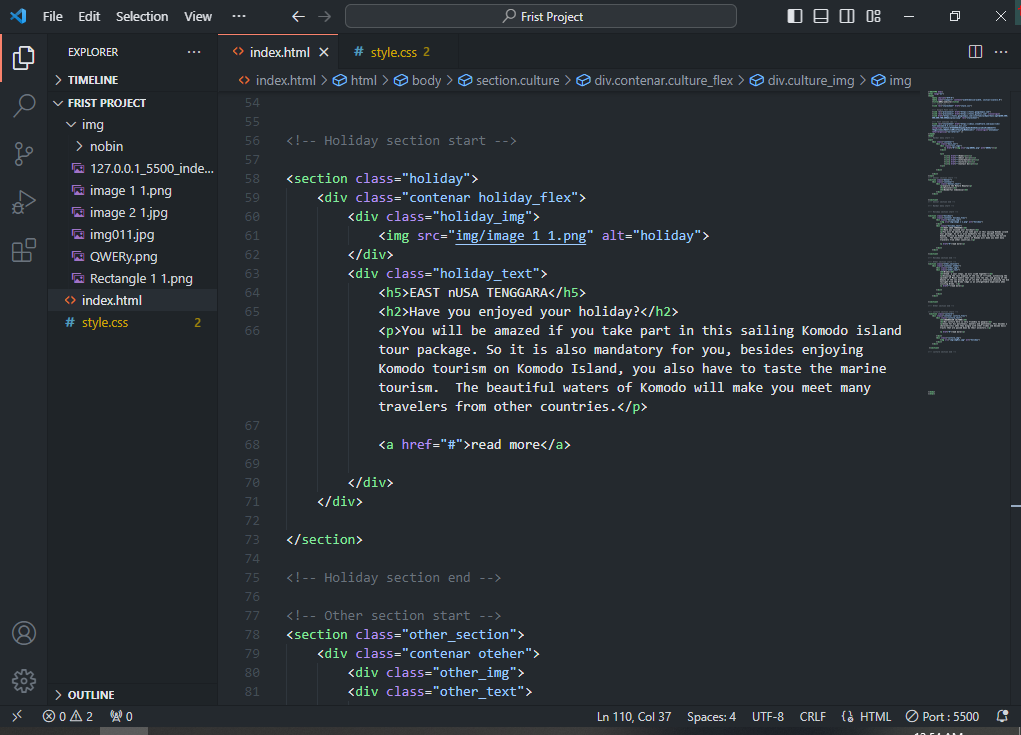 File Edit Selection View ··· Frist Project
EXPLORER ···
TIMELINE
FRIST PROJECT
img
nobin
127.0.0.1_5500_inde...
image 1 1.png
image 2 1.jpg
img011.jpg
QWERy.png
Rectangle 1 1.png
<> index.html
# style.css 2
OUTLINE
<> index.html × # style.css 2 ···
<> index.html > html > body > section.culture > div.contenar.culture_flex > div.culture_img > img
54
55
56 <!-- Holiday section start -->
57
58 <section class="holiday">
59 <div class="contenar holiday_flex">
60 <div class="holiday_img">
61 <img src="img/image 1 1.png" alt="holiday">
62 </div>
63 <div class="holiday_text">
64 <h5>EAST nUSA TENGGARA</h5>
65 <h2>Have you enjoyed your holiday?</h2>
66 <p>You will be amazed if you take part in this sailing Komodo island
tour package. So it is also mandatory for you, besides enjoying
Komodo tourism on Komodo Island, you also have to taste the marine
tourism.  The beautiful waters of Komodo will make you meet many
travelers from other countries.</p>
67
68 <a href="#">read more</a>
69
70 </div>
71 </div>
72
73 </section>
74
75 <!-- Holiday section end -->
76
77 <!-- Other section start -->
78 <section class="other_section">
79 <div class="contenar oteher">
80 <div class="other_img">
81 <div class="other_text">
0 2 0 Ln 110, Col 37 Spaces: 4 UTF-8 CRLF {} HTML Port : 5500